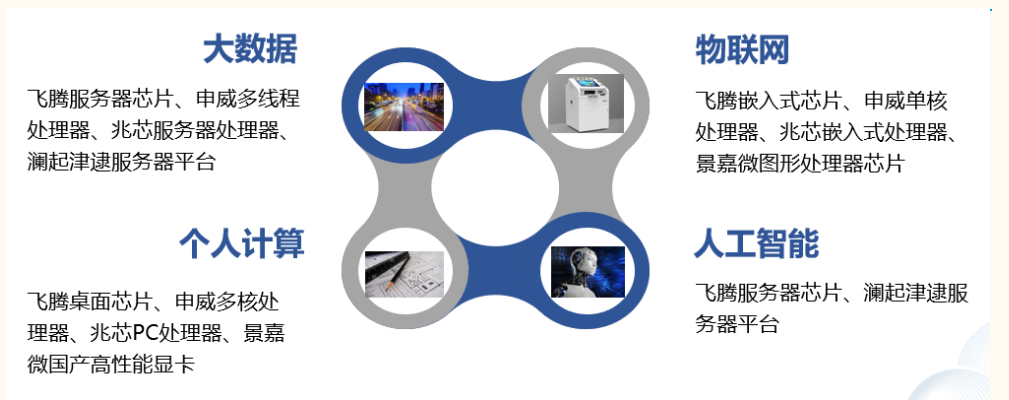 大数据
飞腾服务器芯片、申威多线程
处理器、兆芯服务器处理器、
澜起津逮服务器平台
物联网
飞腾嵌入式芯片、申威单核
处理器、兆芯嵌入式处理器、
景嘉微图形处理器芯片
个人计算
飞腾桌面芯片、申威多核处
理器、兆芯PC处理器、景嘉
微国产高性能显卡
人工智能
飞腾服务器芯片、澜起津逮服
务器平台